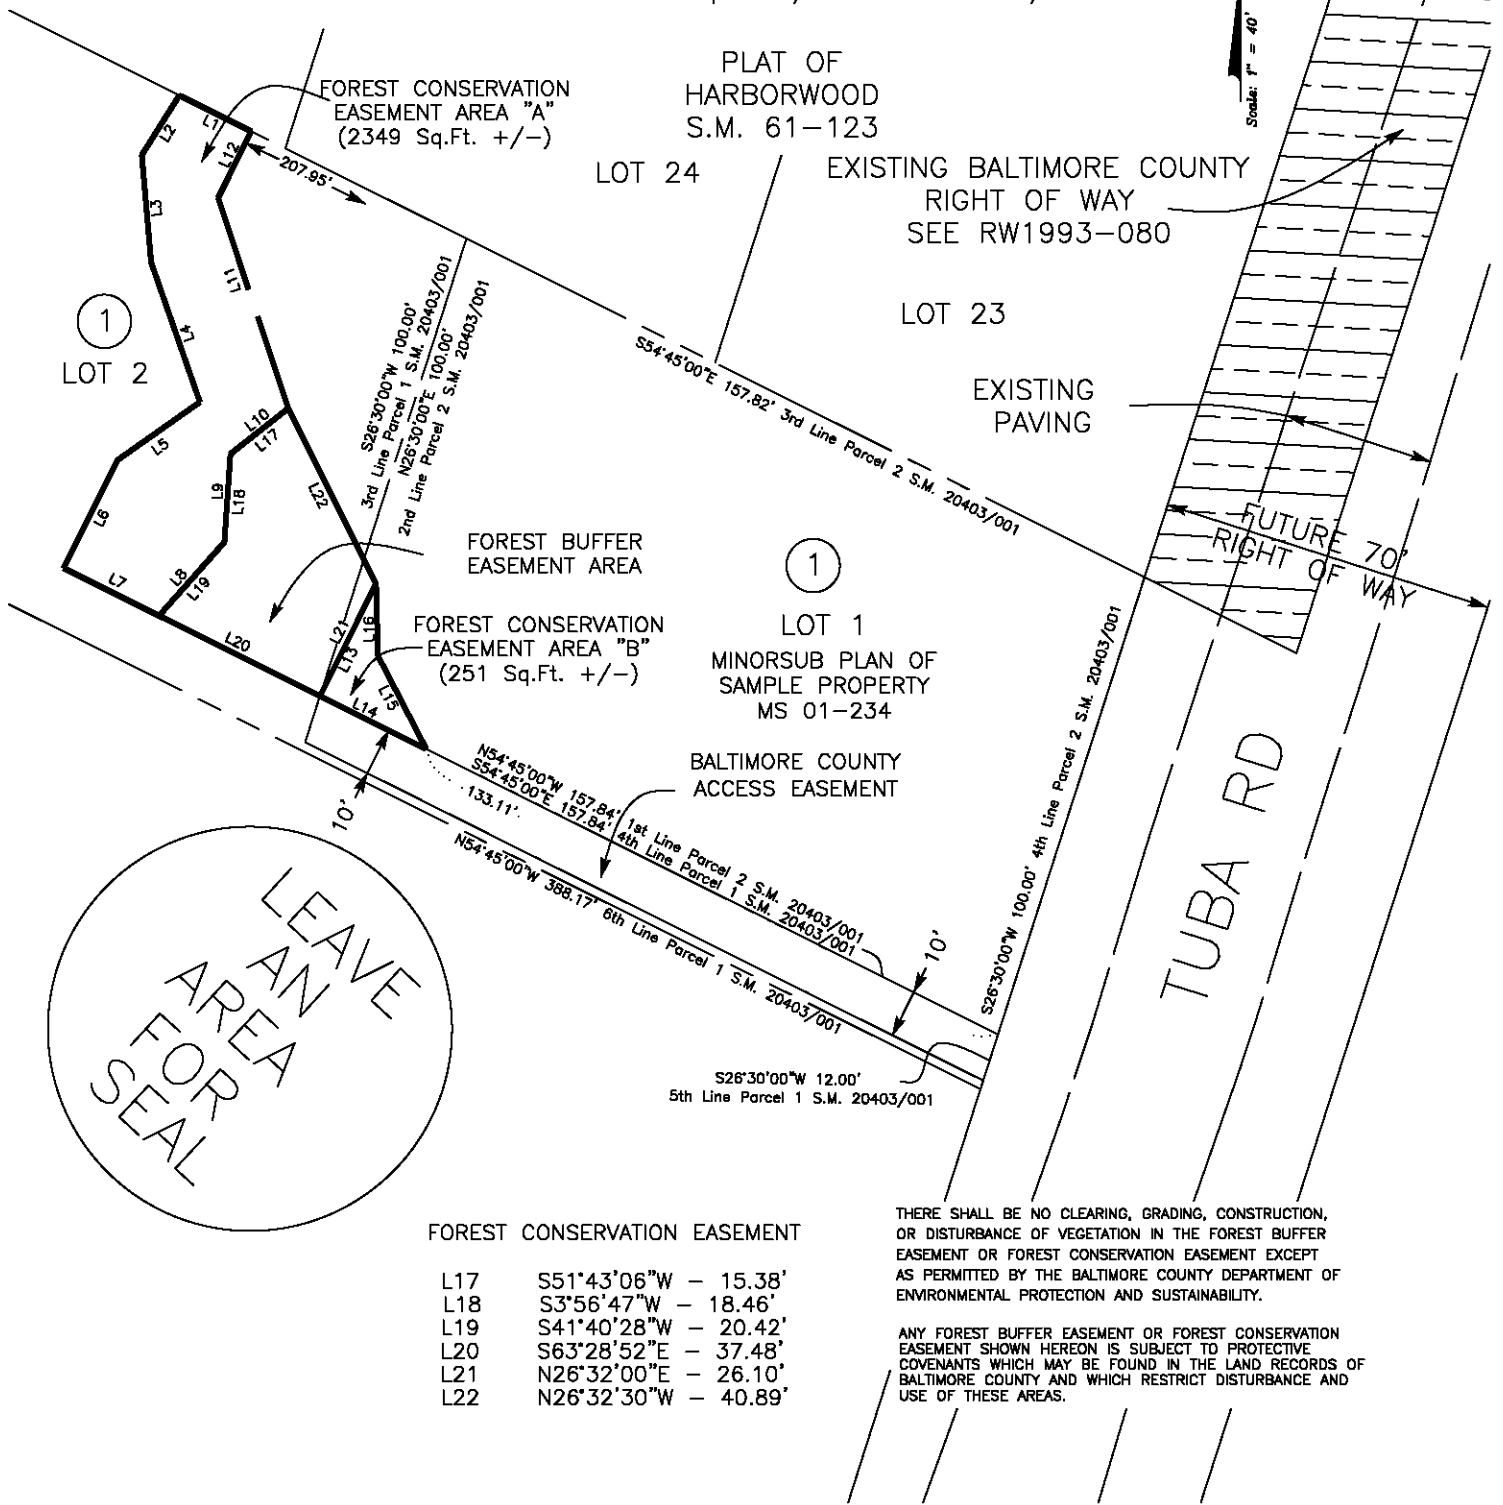 Scale: 1" = 40'
PLAT OF
HARBORWOOD
S.M. 61-123
FOREST CONSERVATION
EASEMENT AREA "A"
(2349 Sq.Ft. +/-)
LOT 24
EXISTING BALTIMORE COUNTY
RIGHT OF WAY
SEE RW1993-080
L1
L2
L12
207.95'
L3
L11
L4
1
LOT 2
LOT 23
S26°30'00"W 100.00'
3rd Line Parcel 1 S.M. 20403/001
N26°30'00"E 100.00'
2nd Line Parcel 2 S.M. 20403/001
S54°45'00"E 157.82' 3rd Line Parcel 2 S.M. 20403/001
EXISTING
PAVING
L5
L10
L17
L9
L18
L22
L6
L7
L8
L19
L20
L21
L13
L16
L14
L15
FOREST BUFFER
EASEMENT AREA
FOREST CONSERVATION
EASEMENT AREA "B"
(251 Sq.Ft. +/-)
1
LOT 1
MINORSUB PLAN OF
SAMPLE PROPERTY
MS 01-234
FUTURE 70'
RIGHT OF WAY
S26°30'00"W 100.00' 4th Line Parcel 2 S.M. 20403/001
TUBA RD
BALTIMORE COUNTY
ACCESS EASEMENT
10'
133.11'
N54°45'00"W 157.84' 1st Line Parcel 2 S.M. 20403/001
S54°45'00"E 157.84' 4th Line Parcel 1 S.M. 20403/001
N54°45'00"W 388.17' 6th Line Parcel 1 S.M. 20403/001
10'
S26°30'00"W 12.00'
5th Line Parcel 1 S.M. 20403/001
LEAVE
AN
AREA
FOR
SEAL
FOREST CONSERVATION EASEMENT
L17 S51°43'06"W - 15.38'
L18 S3°56'47"W - 18.46'
L19 S41°40'28"W - 20.42'
L20 S63°28'52"E - 37.48'
L21 N26°32'00"E - 26.10'
L22 N26°32'30"W - 40.89'
THERE SHALL BE NO CLEARING, GRADING, CONSTRUCTION,
OR DISTURBANCE OF VEGETATION IN THE FOREST BUFFER
EASEMENT OR FOREST CONSERVATION EASEMENT EXCEPT
AS PERMITTED BY THE BALTIMORE COUNTY DEPARTMENT OF
ENVIRONMENTAL PROTECTION AND SUSTAINABILITY.
ANY FOREST BUFFER EASEMENT OR FOREST CONSERVATION
EASEMENT SHOWN HEREON IS SUBJECT TO PROTECTIVE
COVENANTS WHICH MAY BE FOUND IN THE LAND RECORDS OF
BALTIMORE COUNTY AND WHICH RESTRICT DISTURBANCE AND
USE OF THESE AREAS.